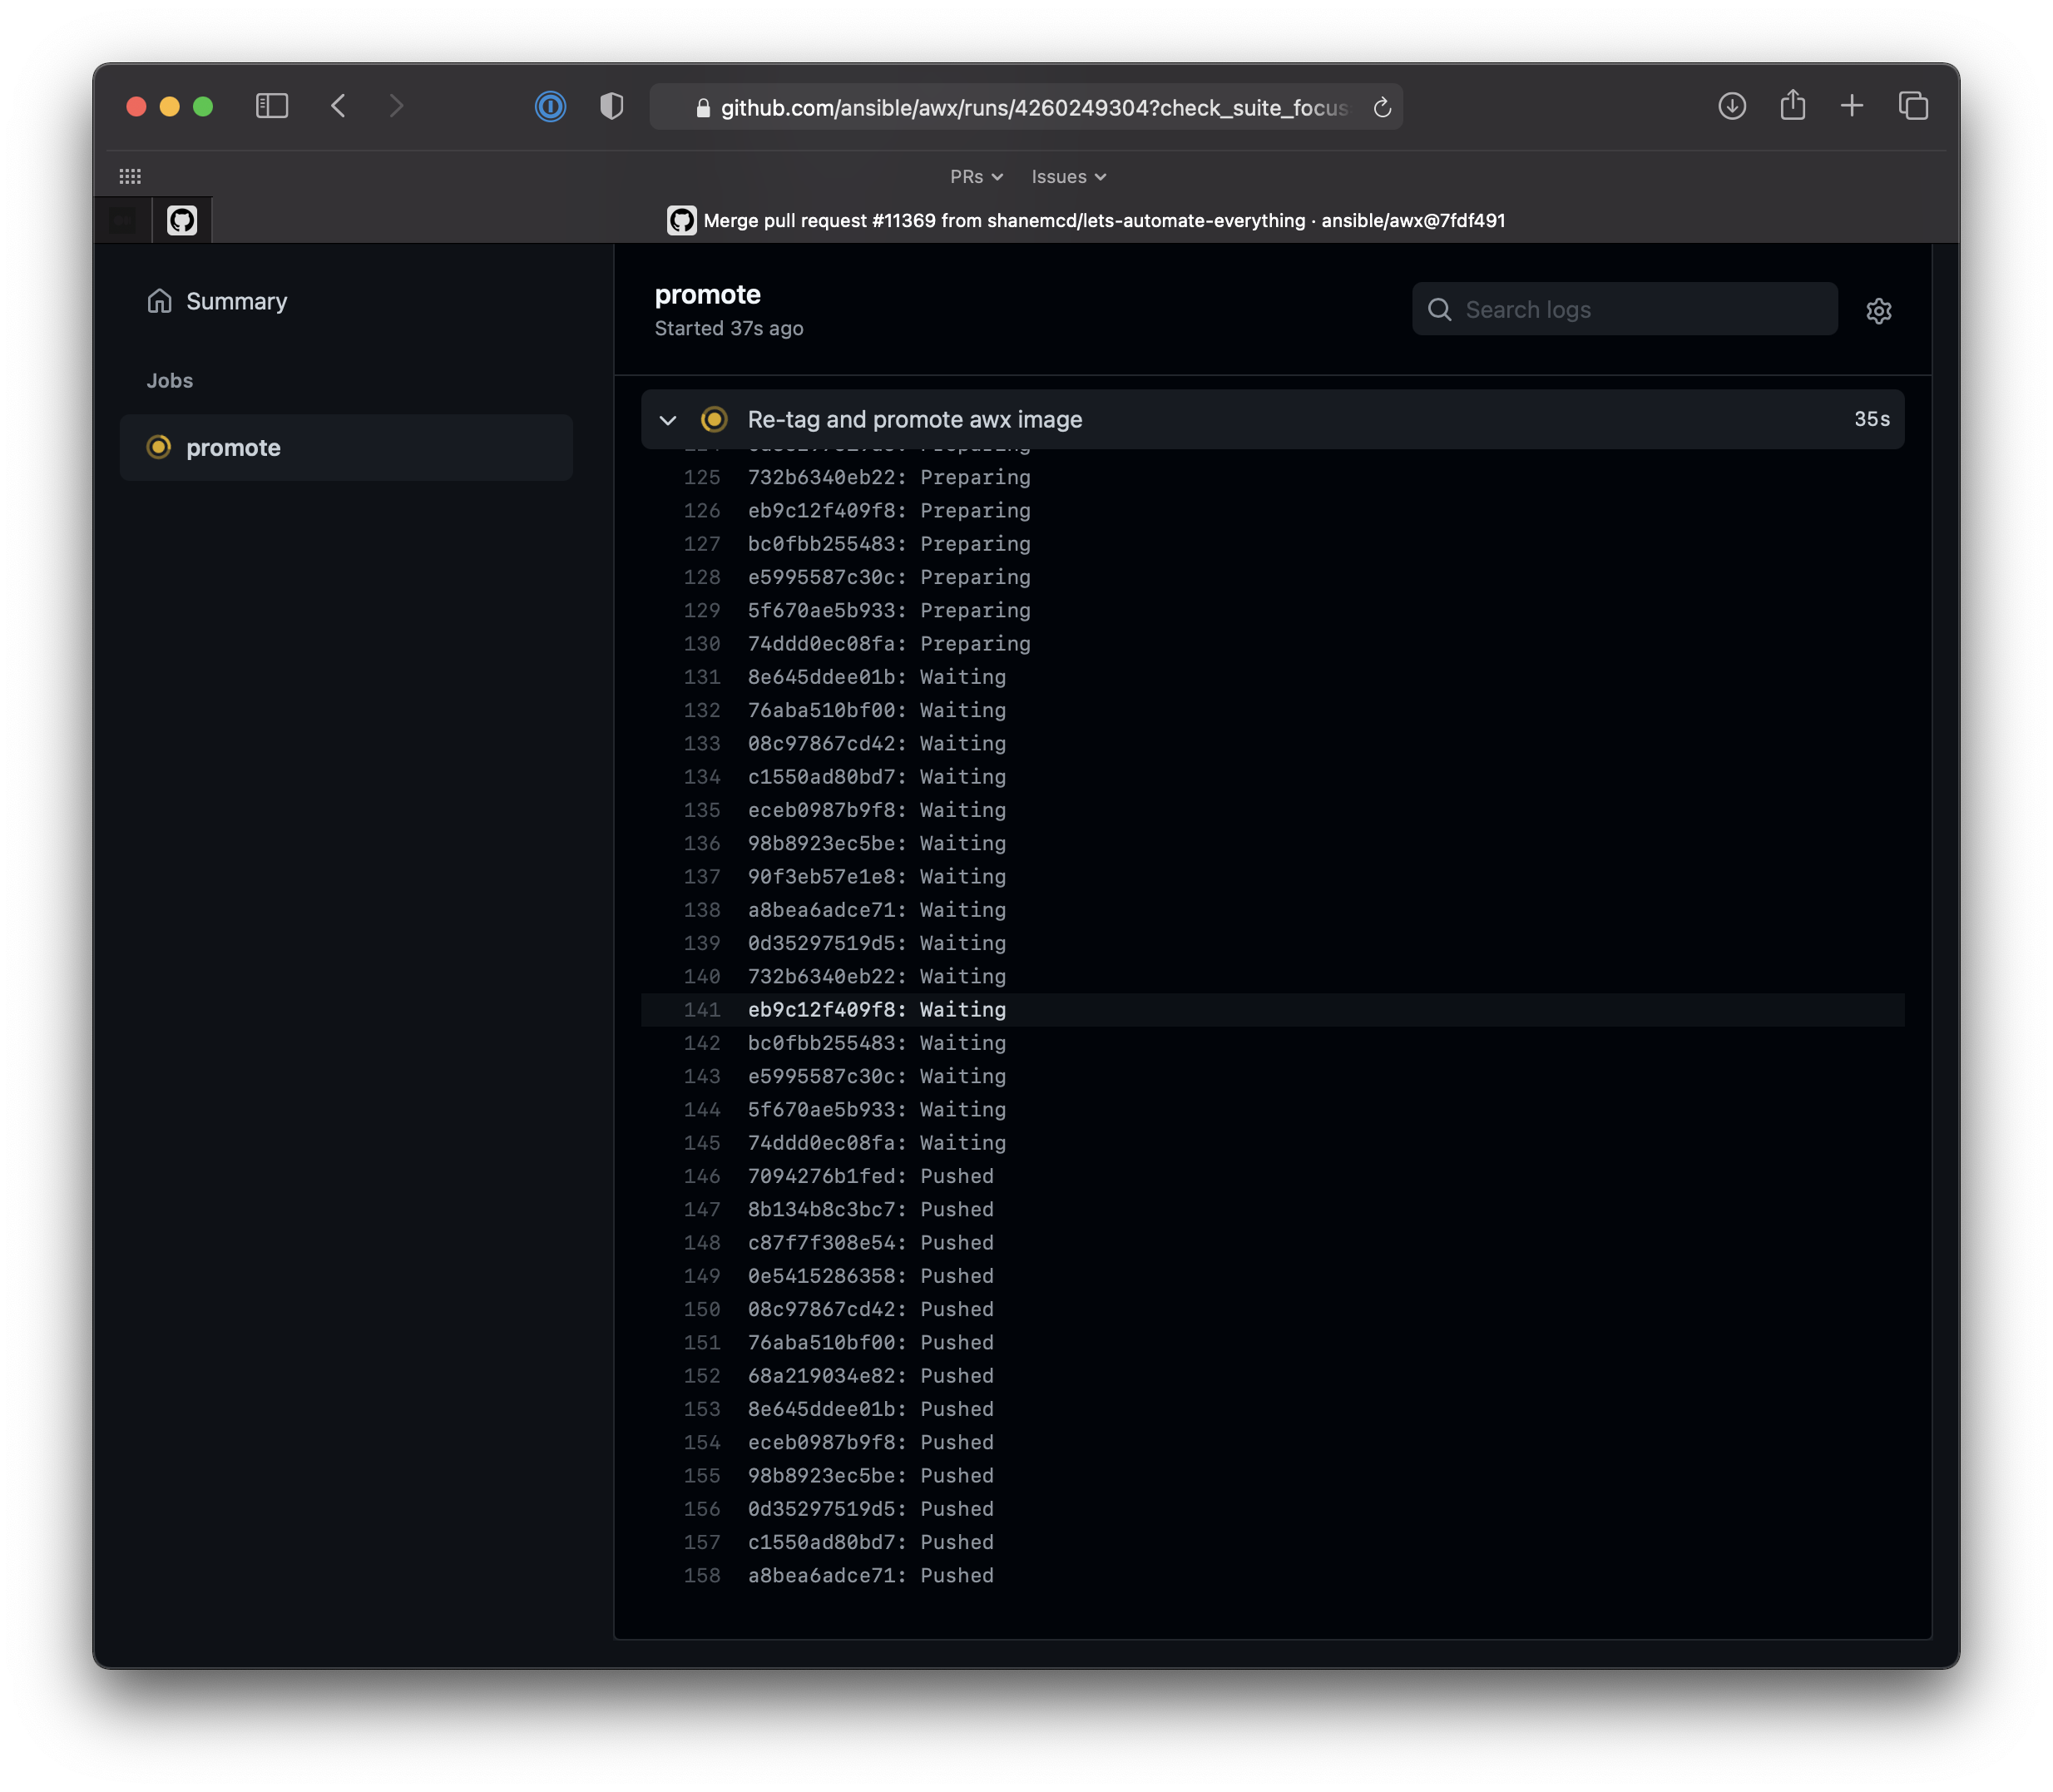 github.com/ansible/awx/runs/4260249304?check_suite_focus
PRs Issues
Merge pull request #11369 from shanemcd/lets-automate-everything · ansible/awx@7fdf491
Summary
Jobs
promote
promote
Started 37s ago
Search logs
Re-tag and promote awx image 35s
125 732b6340eb22: Preparing
126 eb9c12f409f8: Preparing
127 bc0fbb255483: Preparing
128 e5995587c30c: Preparing
129 5f670ae5b933: Preparing
130 74ddd0ec08fa: Preparing
131 8e645ddee01b: Waiting
132 76aba510bf00: Waiting
133 08c97867cd42: Waiting
134 c1550ad80bd7: Waiting
135 eceb0987b9f8: Waiting
136 98b8923ec5be: Waiting
137 90f3eb57e1e8: Waiting
138 a8bea6adce71: Waiting
139 0d35297519d5: Waiting
140 732b6340eb22: Waiting
141 eb9c12f409f8: Waiting
142 bc0fbb255483: Waiting
143 e5995587c30c: Waiting
144 5f670ae5b933: Waiting
145 74ddd0ec08fa: Waiting
146 7094276b1fed: Pushed
147 8b134b8c3bc7: Pushed
148 c87f7f308e54: Pushed
149 0e5415286358: Pushed
150 08c97867cd42: Pushed
151 76aba510bf00: Pushed
152 68a219034e82: Pushed
153 8e645ddee01b: Pushed
154 eceb0987b9f8: Pushed
155 98b8923ec5be: Pushed
156 0d35297519d5: Pushed
157 c1550ad80bd7: Pushed
158 a8bea6adce71: Pushed